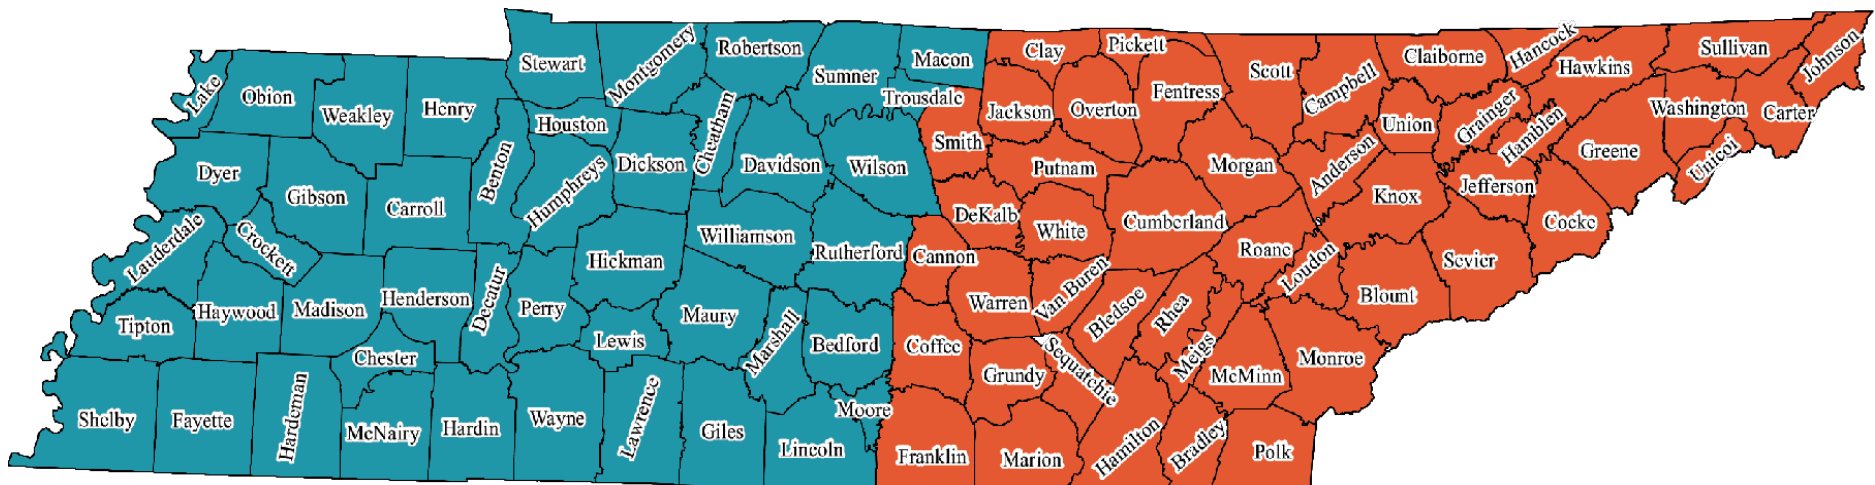 Lake
Obion
Weakley
Henry
Stewart
Montgomery
Robertson
Sumner
Macon
Trousdale
Clay
Pickett
Scott
Campbell
Claiborne
Hancock
Hawkins
Sullivan
Johnson
Houston
Cheatham
Smith
Jackson
Overton
Fentress
Union
Grainger
Hamblen
Washington
Carter
Dyer
Gibson
Carroll
Benton
Humphreys
Dickson
Davidson
Wilson
Putnam
Morgan
Anderson
Knox
Jefferson
Greene
Unicoi
Lauderdale
Crockett
Hickman
Williamson
Rutherford
DeKalb
White
Cumberland
Roane
Loudon
Sevier
Cocke
Tipton
Haywood
Madison
Henderson
Decatur
Perry
Lewis
Maury
Marshall
Bedford
Cannon
Warren
Van Buren
Bledsoe
Rhea
Meigs
Blount
Chester
Coffee
Grundy
Sequatchie
McMinn
Monroe
Shelby
Fayette
Hardeman
McNairy
Hardin
Wayne
Lawrence
Giles
Moore
Lincoln
Franklin
Marion
Hamilton
Bradley
Polk